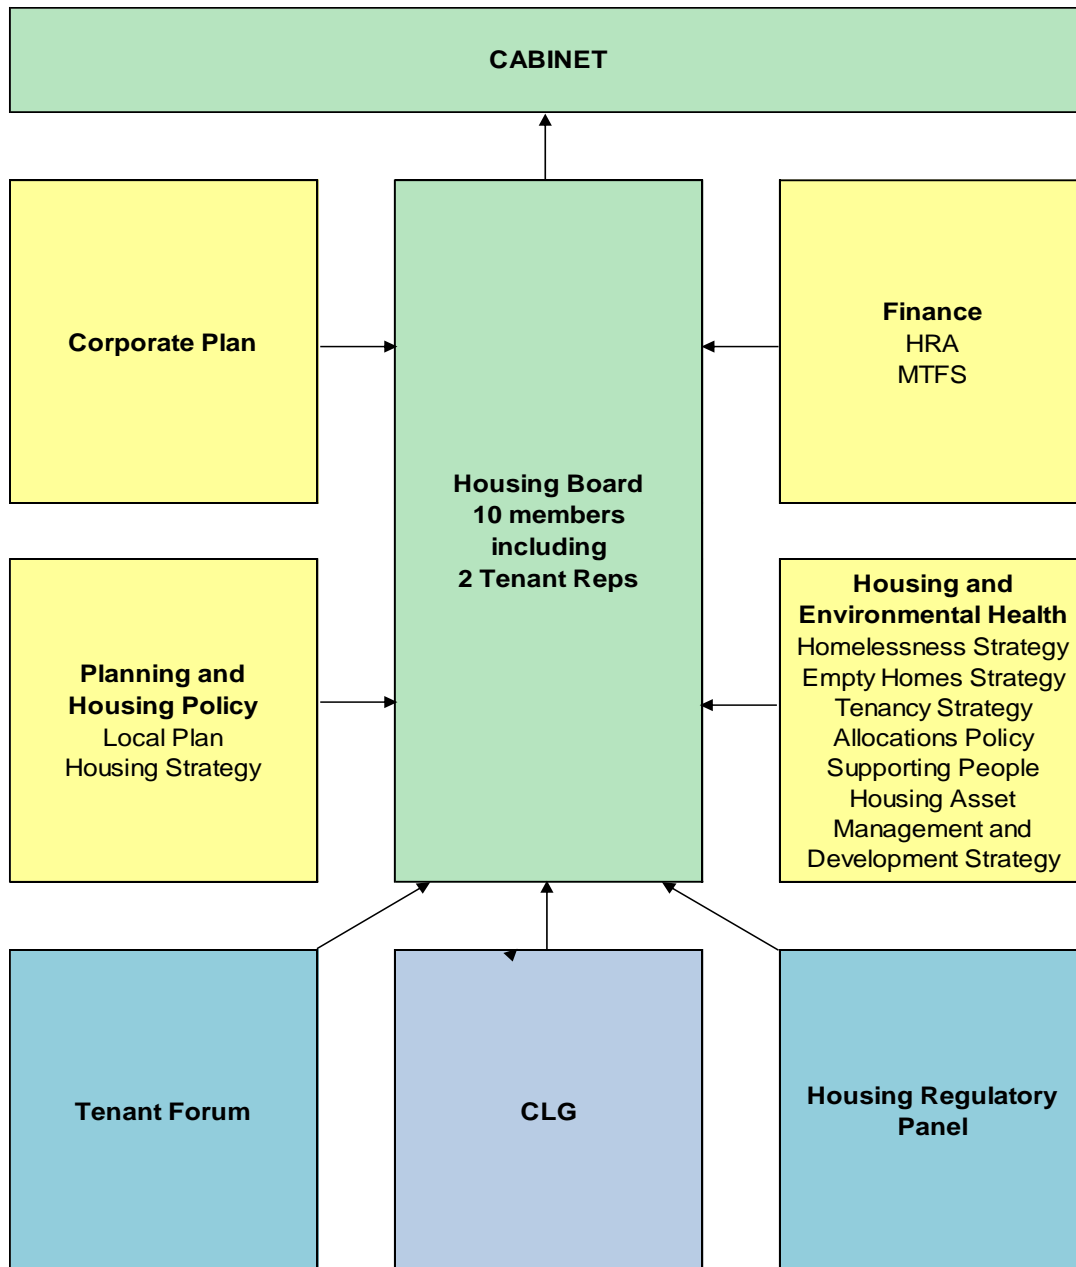 CABINET
Corporate Plan
Housing Board
10 members
including
2 Tenant Reps
Finance
HRA
MTFS
Planning and
Housing Policy
Local Plan
Housing Strategy
Housing and
Environmental Health
Homelessness Strategy
Empty Homes Strategy
Tenancy Strategy
Allocations Policy
Supporting People
Housing Asset
Management and
Development Strategy
Tenant Forum
CLG
Housing Regulatory
Panel